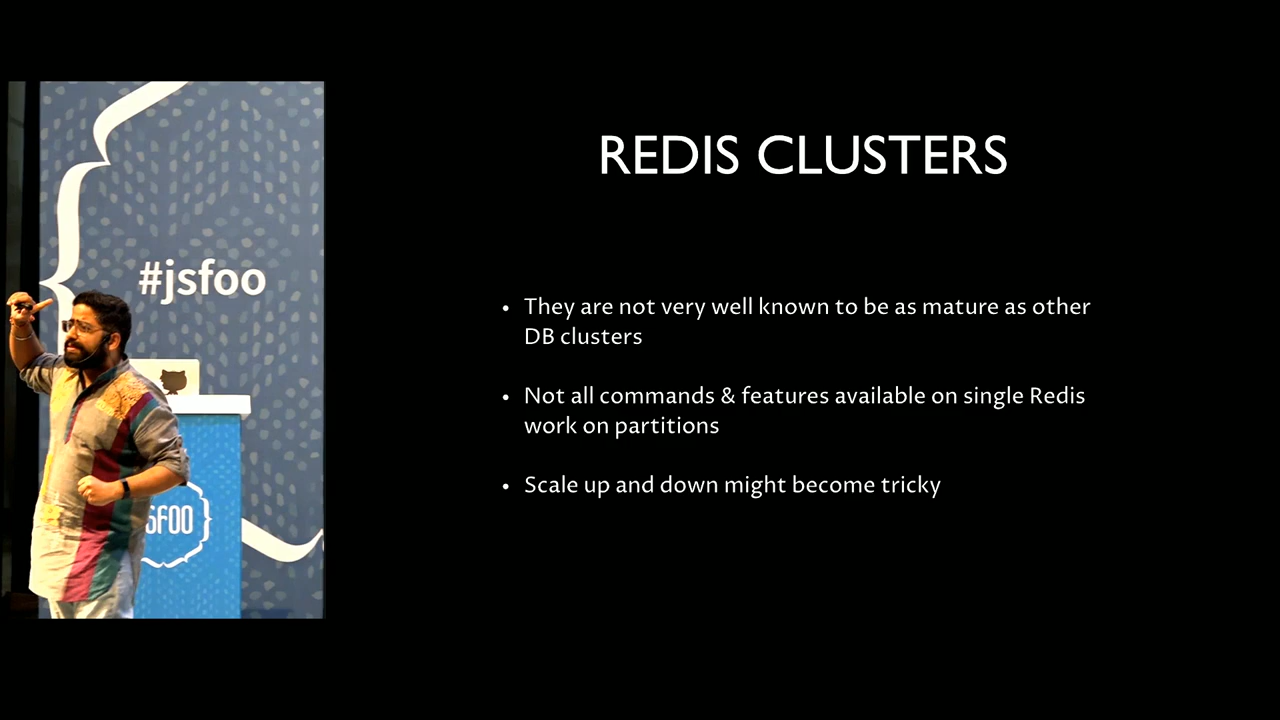 #jsfoo
SFOO
REDIS CLUSTERS
• They are not very well known to be as mature as other
DB clusters
• Not all commands & features available on single Redis
work on partitions
• Scale up and down might become tricky